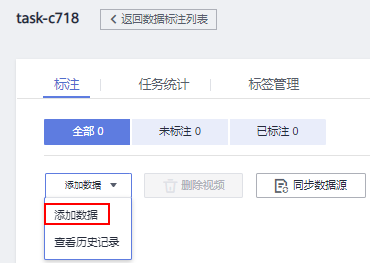 task-c718
返回数据标注列表
标注 任务统计 标签管理
全部 0 未标注 0 已标注 0
添加数据 删除视频 同步数据源
添加数据
查看历史记录